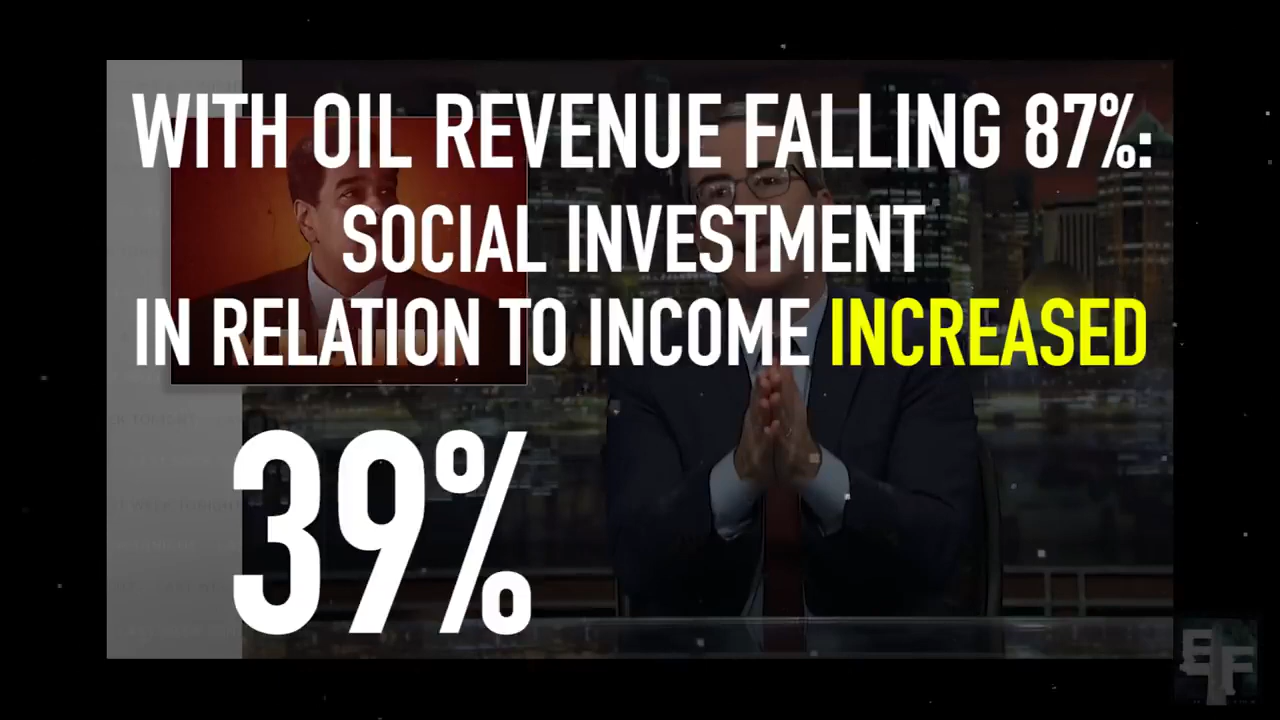 WITH OIL REVENUE FALLING 87%:
SOCIAL INVESTMENT
IN RELATION TO INCOME INCREASED
39%